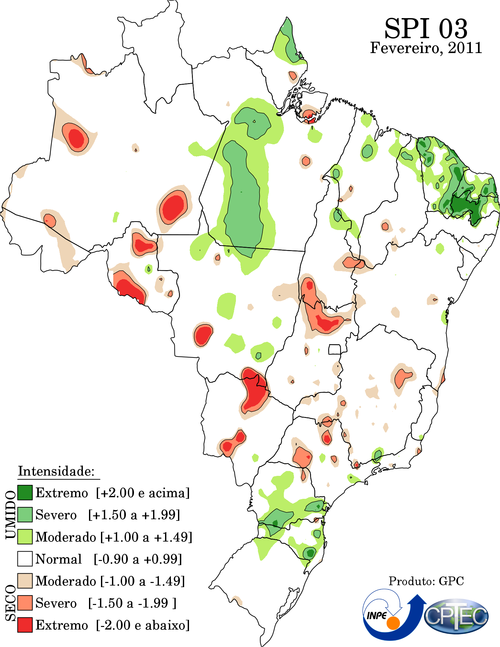 SPI 03
Fevereiro, 2011
Intensidade:
UMIDO
Extremo [+2.00 e acima]
Severo [+1.50 a +1.99]
Moderado [+1.00 a +1.49]
Normal [-0.90 a +0.99]
SECO
Moderado [-1.00 a -1.49]
Severo [-1.50 a -1.99 ]
Extremo [-2.00 e abaixo]
Produto: GPC
INPE
CPTEC